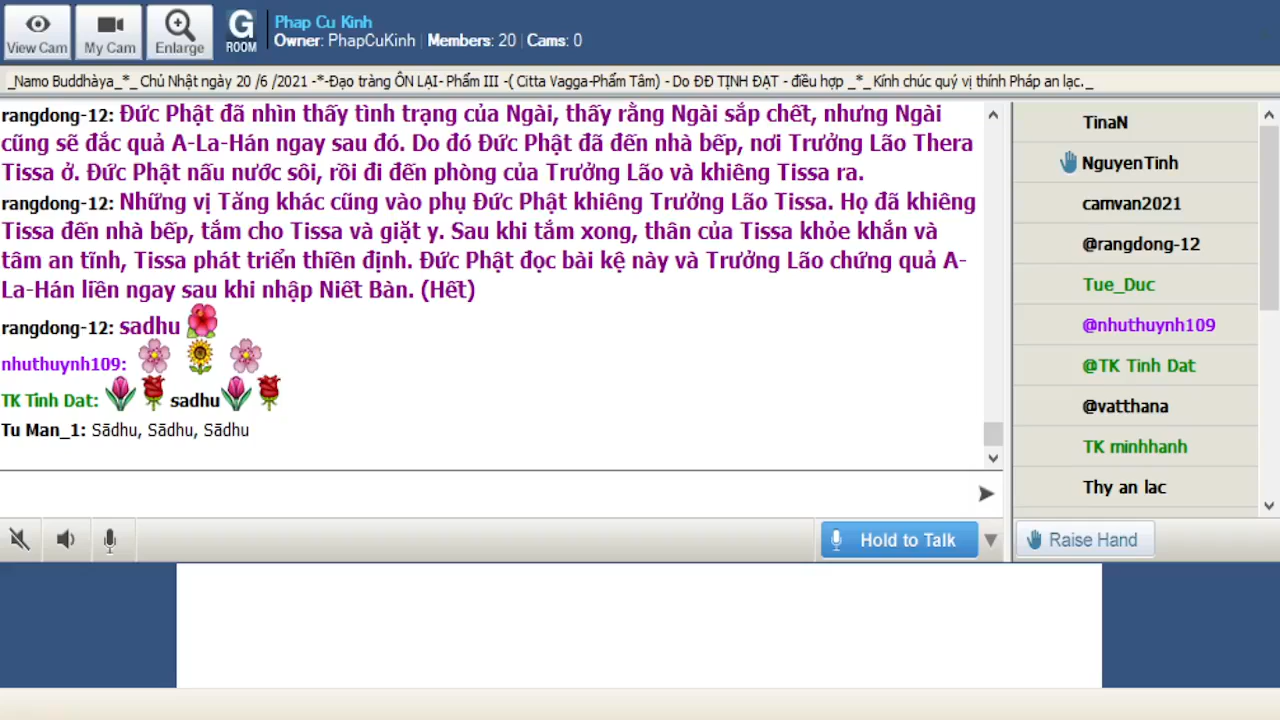 View Cam
My Cam
Enlarge
G
ROOM
Phap Cu Kinh
Owner: PhapCuKinh | Members: 20 | Cams: 0
_Namo Buddhàya_*_ Chủ Nhật ngày 20 /6 /2021 -*-Đạo tràng ÔN LẠI- Phẩm III -( Citta Vagga-Phẩm Tâm) - Do ĐĐ TỊNH ĐẠT - điều hợp _*_ Kính chúc quý vị thính Pháp an lạc._
rangdong-12: Đức Phật đã nhìn thấy tình trạng của Ngài, thấy rằng Ngài sắp chết, nhưng Ngài
cũng sẽ đắc quả A-La-Hán ngay sau đó. Do đó Đức Phật đã đến nhà bếp, nơi Trưởng Lão Thera
Tissa ở. Đức Phật nấu nước sôi, rồi đi đến phòng của Trưởng Lão và khiêng Tissa ra.
rangdong-12: Những vị Tăng khác cũng vào phụ Đức Phật khiêng Trưởng Lão Tissa. Họ đã khiêng
Tissa đến nhà bếp, tắm cho Tissa và giặt y. Sau khi tắm xong, thân của Tissa khỏe khắn và
tâm an tĩnh, Tissa phát triển thiền định. Đức Phật đọc bài kệ này và Trưởng Lão chứng quả A-
La-Hán liền ngay sau khi nhập Niết Bàn. (Hết)
rangdong-12: sadhu
nhuthuynh109:
TK Tinh Dat: sadhu
Tu Man_1: Sādhu, Sādhu, Sādhu
Hold to Talk
TinaN
NguyenTinh
camvan2021
@rangdong-12
Tue_Duc
@nhuthuynh109
@TK Tinh Dat
@vatthana
TK minhhanh
Thy an lac
Raise Hand